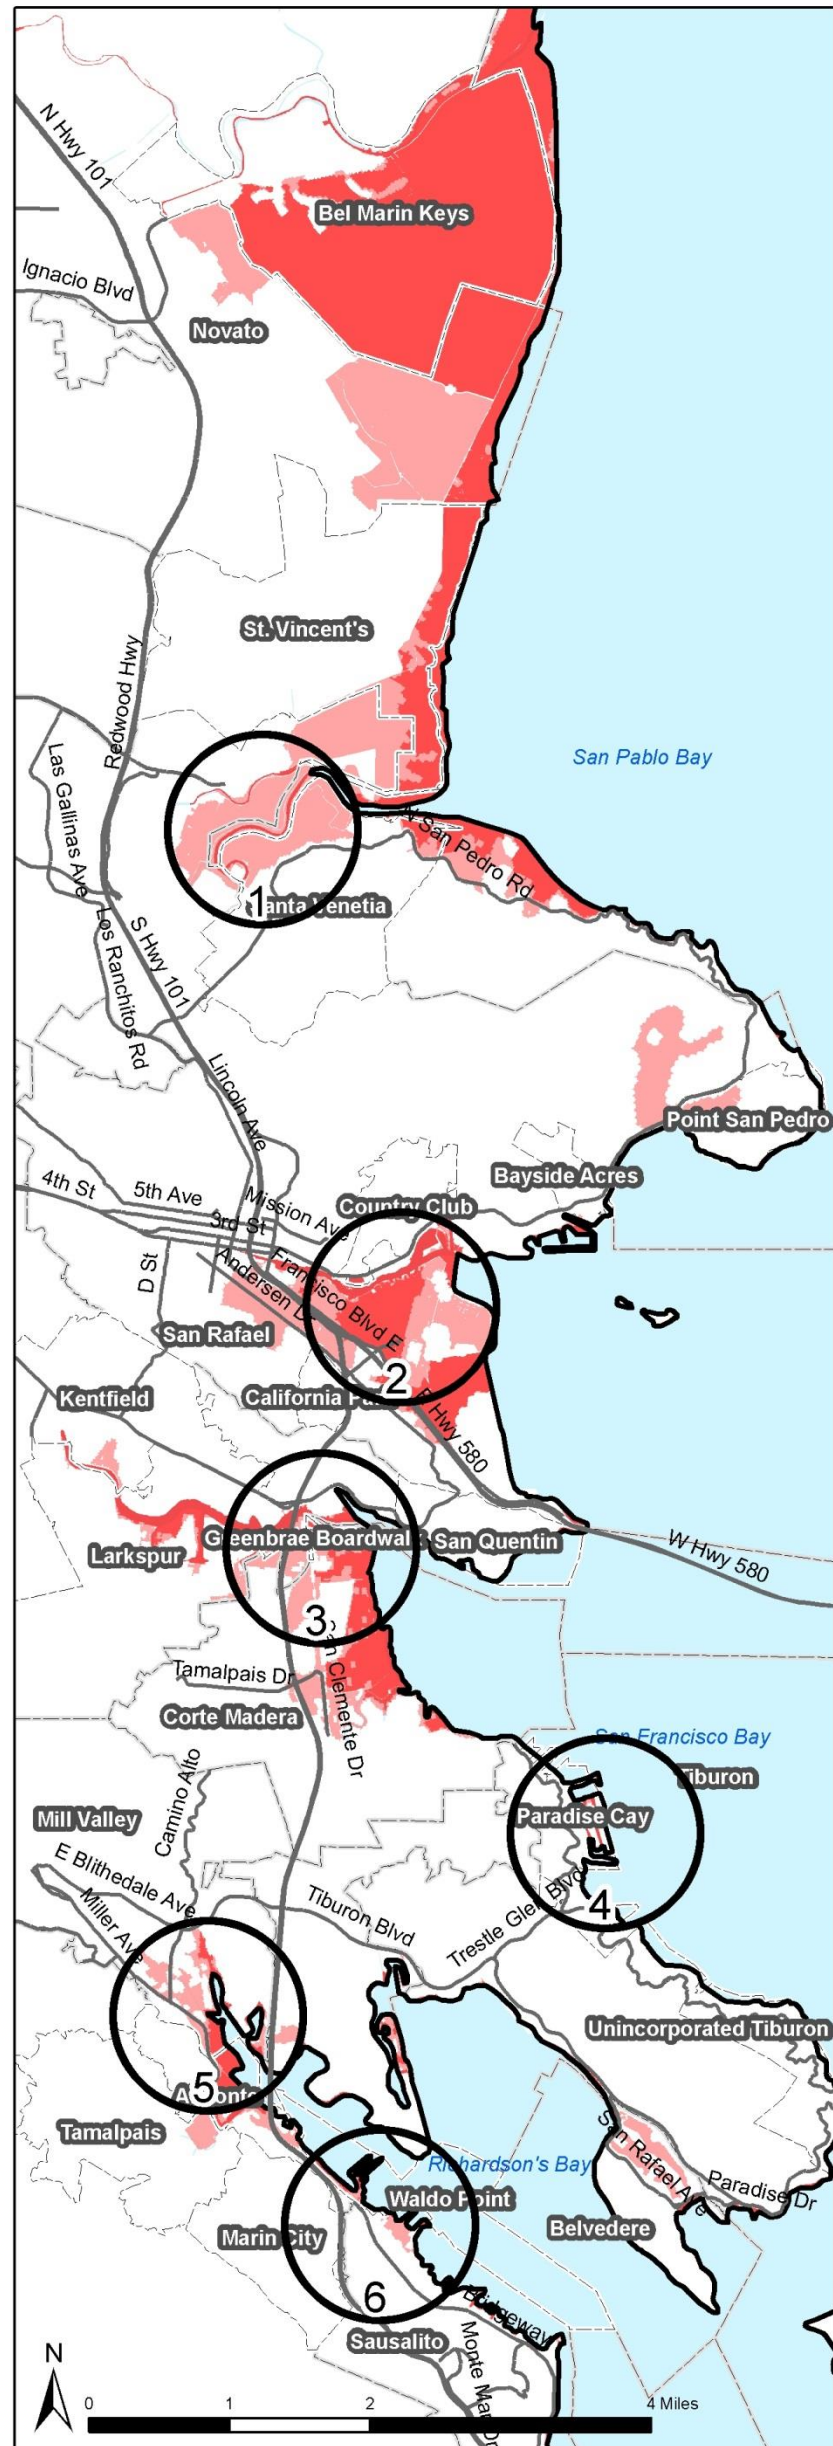 N Hwy 101
Bel Marin Keys
Ignacio Blvd
Novato
St. Vincent's
Redwood Hwy
San Pablo Bay
Las Gallinas Ave
N San Pedro Rd
1
Santa Venetia
S Hwy 101
Los Ranchitos Rd
Lincoln Ave
Point San Pedro
Bayside Acres
4th St
5th Ave
Mission Ave
Country Club
3rd St
D St
Francisco Blvd E
Andersen Dr
San Rafael
2
Kentfield
California Park
E Hwy 580
Greenbrae Boardwalk
San Quentin
Larkspur
W Hwy 580
3
San Clemente Dr
Tamalpais Dr
Corte Madera
San Francisco Bay
Tiburon
Camino Alto
Mill Valley
Paradise Cay
E Blithedale Ave
Miller Ave
Tiburon Blvd
Trestle Glen Blvd
4
Unincorporated Tiburon
5
Tamalpais
San Rafael Ave
Richardson's Bay
Paradise Dr
Waldo Point
Marin City
Belvedere
6
Bridgeway
Sausalito
Monte Mar Dr
N
0 1 2 4 Miles